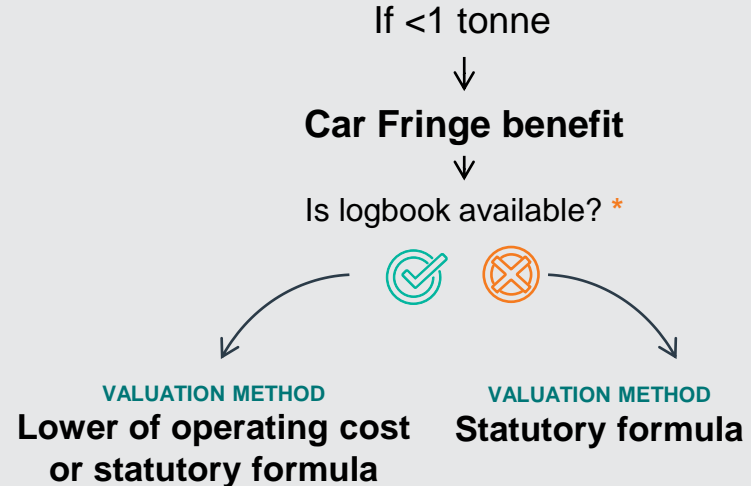 If <1 tonne
Car Fringe benefit
Is logbook available? *
VALUATION METHOD
Lower of operating cost
or statutory formula
VALUATION METHOD
Statutory formula